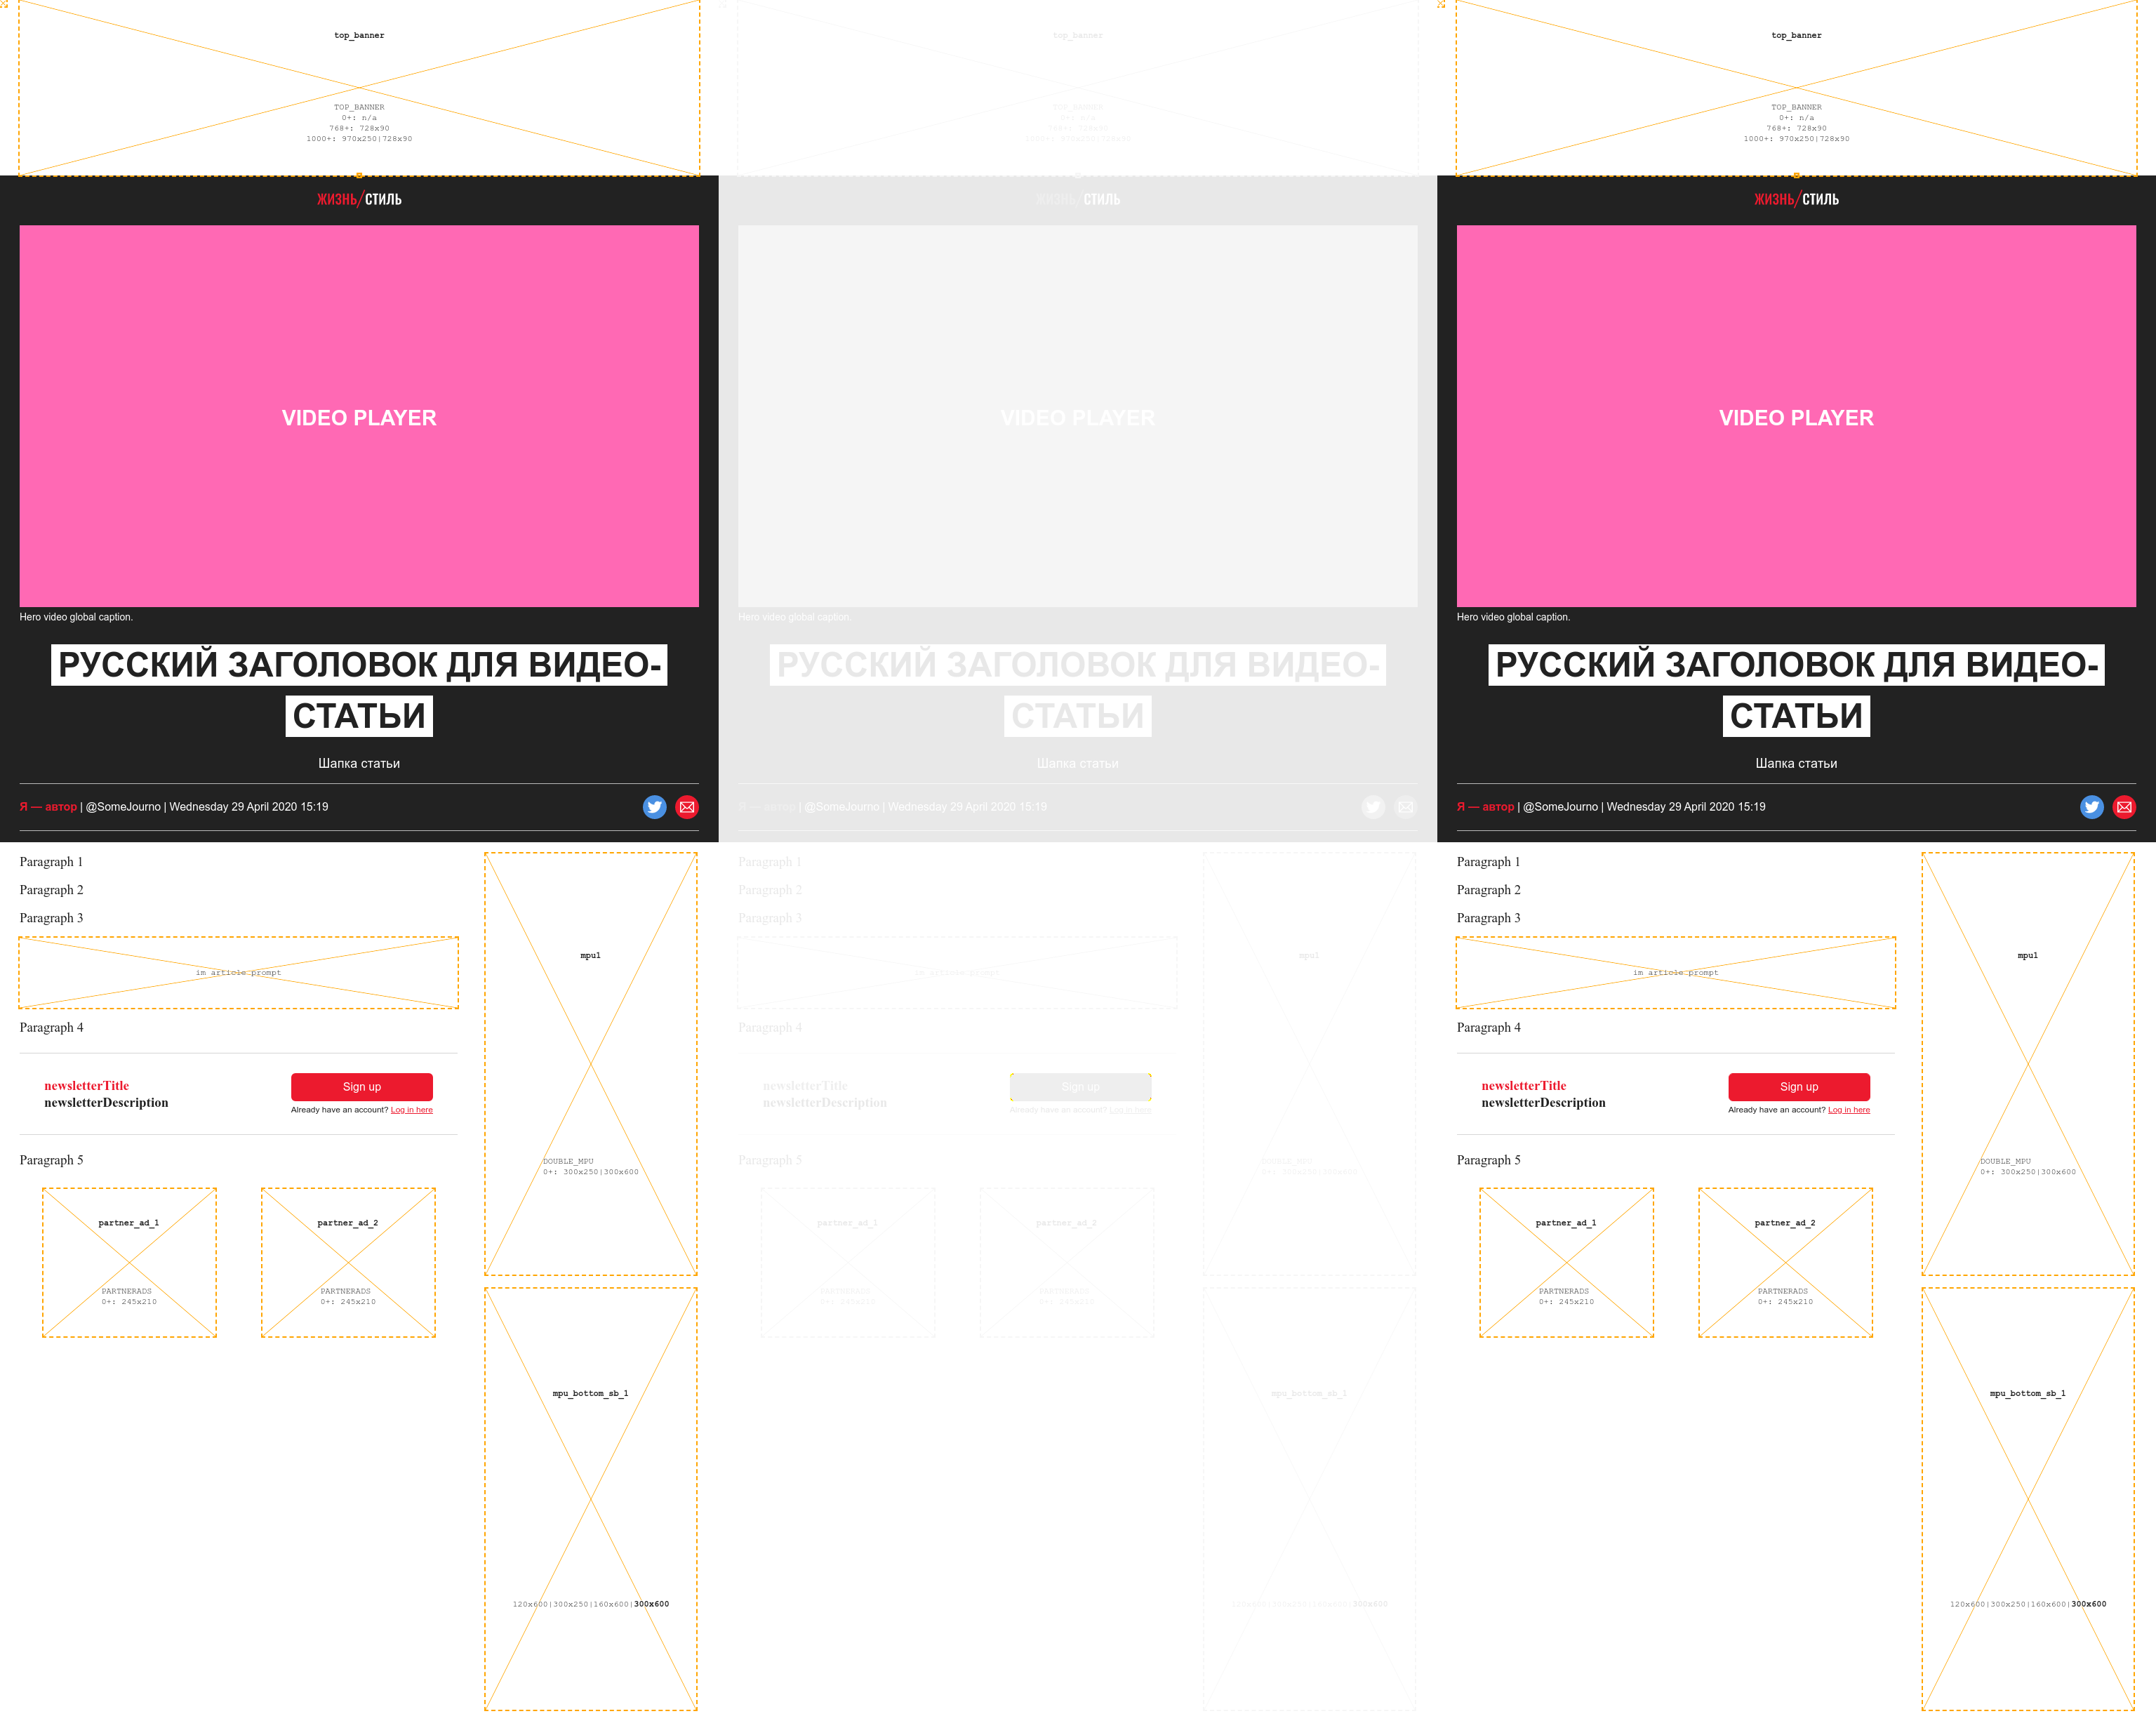 top_banner
TOP_BANNER
0+: n/a
768+: 728x90
1000+: 970x250|728x90
ЖИЗНЬ/СТИЛЬ
VIDEO PLAYER
Hero video global caption.
РУССКИЙ ЗАГОЛОВОК ДЛЯ ВИДЕО-
СТАТЬИ
Шапка статьи
Я — автор | @SomeJourno | Wednesday 29 April 2020 15:19
Paragraph 1
Paragraph 2
Paragraph 3
im_article_prompt
Paragraph 4
newsletterTitle
newsletterDescription
Sign up
Already have an account? Log in here
Paragraph 5
partner_ad_1
PARTNERADS
0+: 245x210
partner_ad_2
PARTNERADS
0+: 245x210
mpu1
DOUBLE_MPU
0+: 300x250|300x600
mpu_bottom_sb_1
120x600|300x250|160x600|300x600
top_banner
TOP_BANNER
0+: n/a
768+: 728x90
1000+: 970x250|728x90
ЖИЗНЬ/СТИЛЬ
VIDEO PLAYER
Hero video global caption.
РУССКИЙ ЗАГОЛОВОК ДЛЯ ВИДЕО-
СТАТЬИ
Шапка статьи
Я — автор | @SomeJourno | Wednesday 29 April 2020 15:19
Paragraph 1
Paragraph 2
Paragraph 3
im_article_prompt
Paragraph 4
newsletterTitle
newsletterDescription
Sign up
Already have an account? Log in here
Paragraph 5
partner_ad_1
PARTNERADS
0+: 245x210
partner_ad_2
PARTNERADS
0+: 245x210
mpu1
DOUBLE_MPU
0+: 300x250|300x600
mpu_bottom_sb_1
120x600|300x250|160x600|300x600
top_banner
TOP_BANNER
0+: n/a
768+: 728x90
1000+: 970x250|728x90
ЖИЗНЬ/СТИЛЬ
VIDEO PLAYER
Hero video global caption.
РУССКИЙ ЗАГОЛОВОК ДЛЯ ВИДЕО-
СТАТЬИ
Шапка статьи
Я — автор | @SomeJourno | Wednesday 29 April 2020 15:19
Paragraph 1
Paragraph 2
Paragraph 3
im_article_prompt
Paragraph 4
newsletterTitle
newsletterDescription
Sign up
Already have an account? Log in here
Paragraph 5
partner_ad_1
PARTNERADS
0+: 245x210
partner_ad_2
PARTNERADS
0+: 245x210
mpu1
DOUBLE_MPU
0+: 300x250|300x600
mpu_bottom_sb_1
120x600|300x250|160x600|300x600